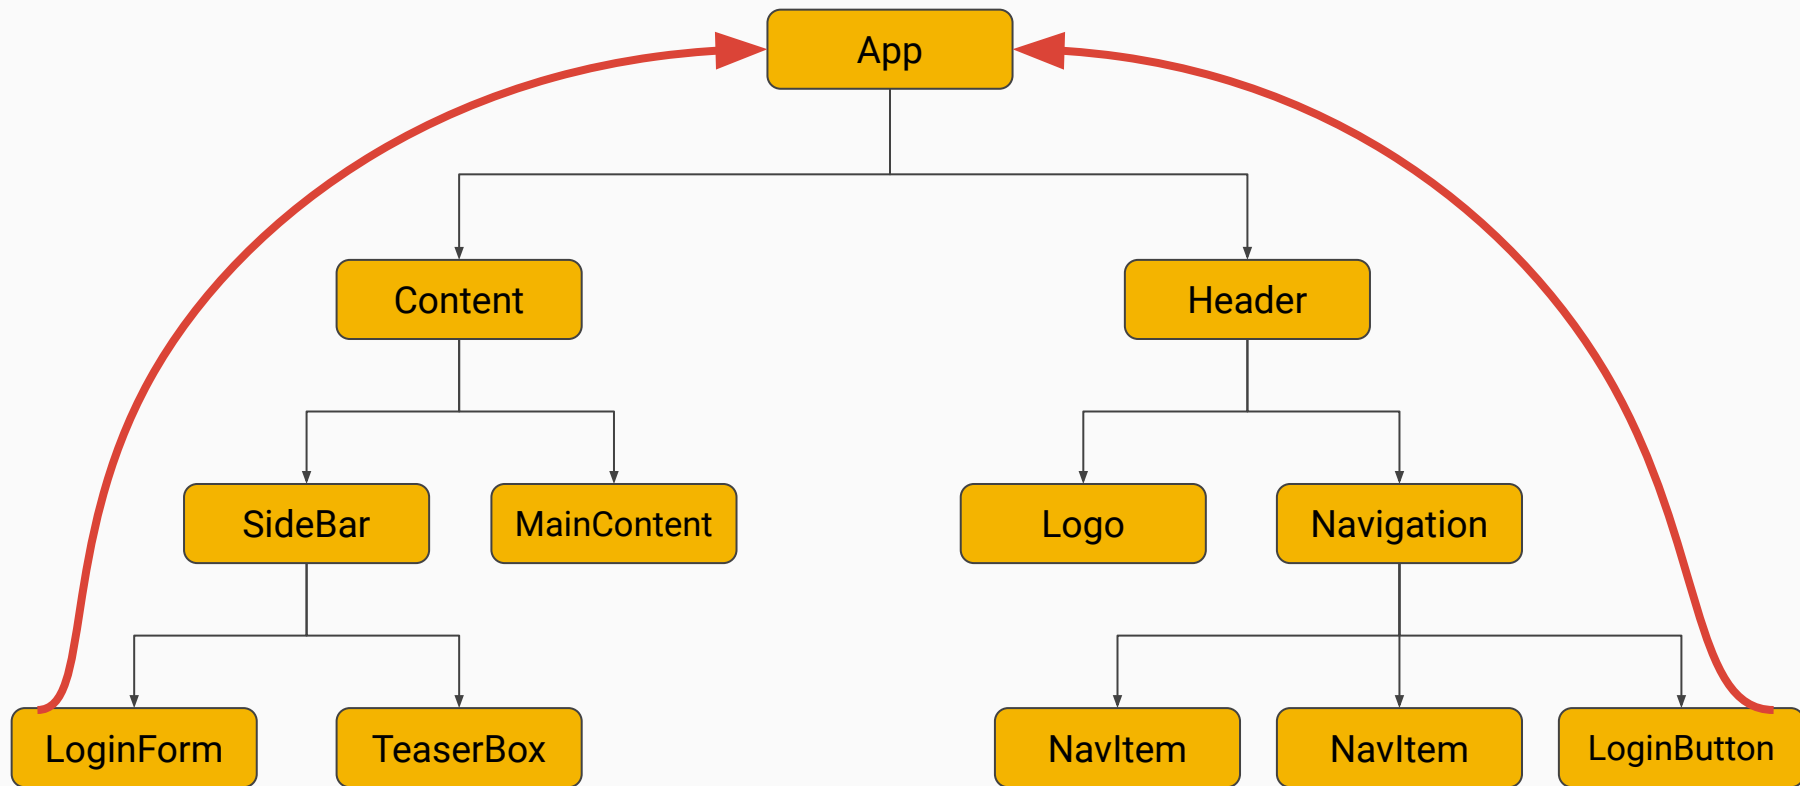 App
Content
Header
SideBar
MainContent
Logo
Navigation
LoginForm
TeaserBox
NavItem
NavItem
LoginButton